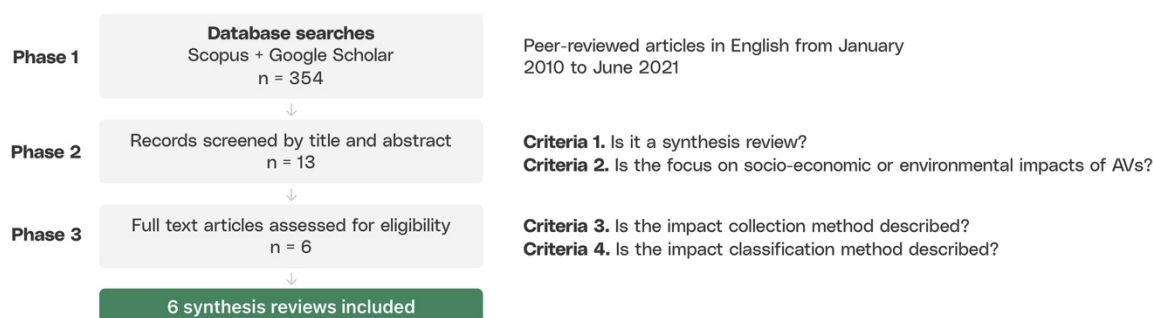 Phase 1
Database searches
Scopus + Google Scholar
n = 354
Peer-reviewed articles in English from January
2010 to June 2021
Phase 2
Records screened by title and abstract
n = 13
Criteria 1. Is it a synthesis review?
Criteria 2. Is the focus on socio-economic or environmental impacts of AVs?
Phase 3
Full text articles assessed for eligibility
n = 6
Criteria 3. Is the impact collection method described?
Criteria 4. Is the impact classification method described?
6 synthesis reviews included